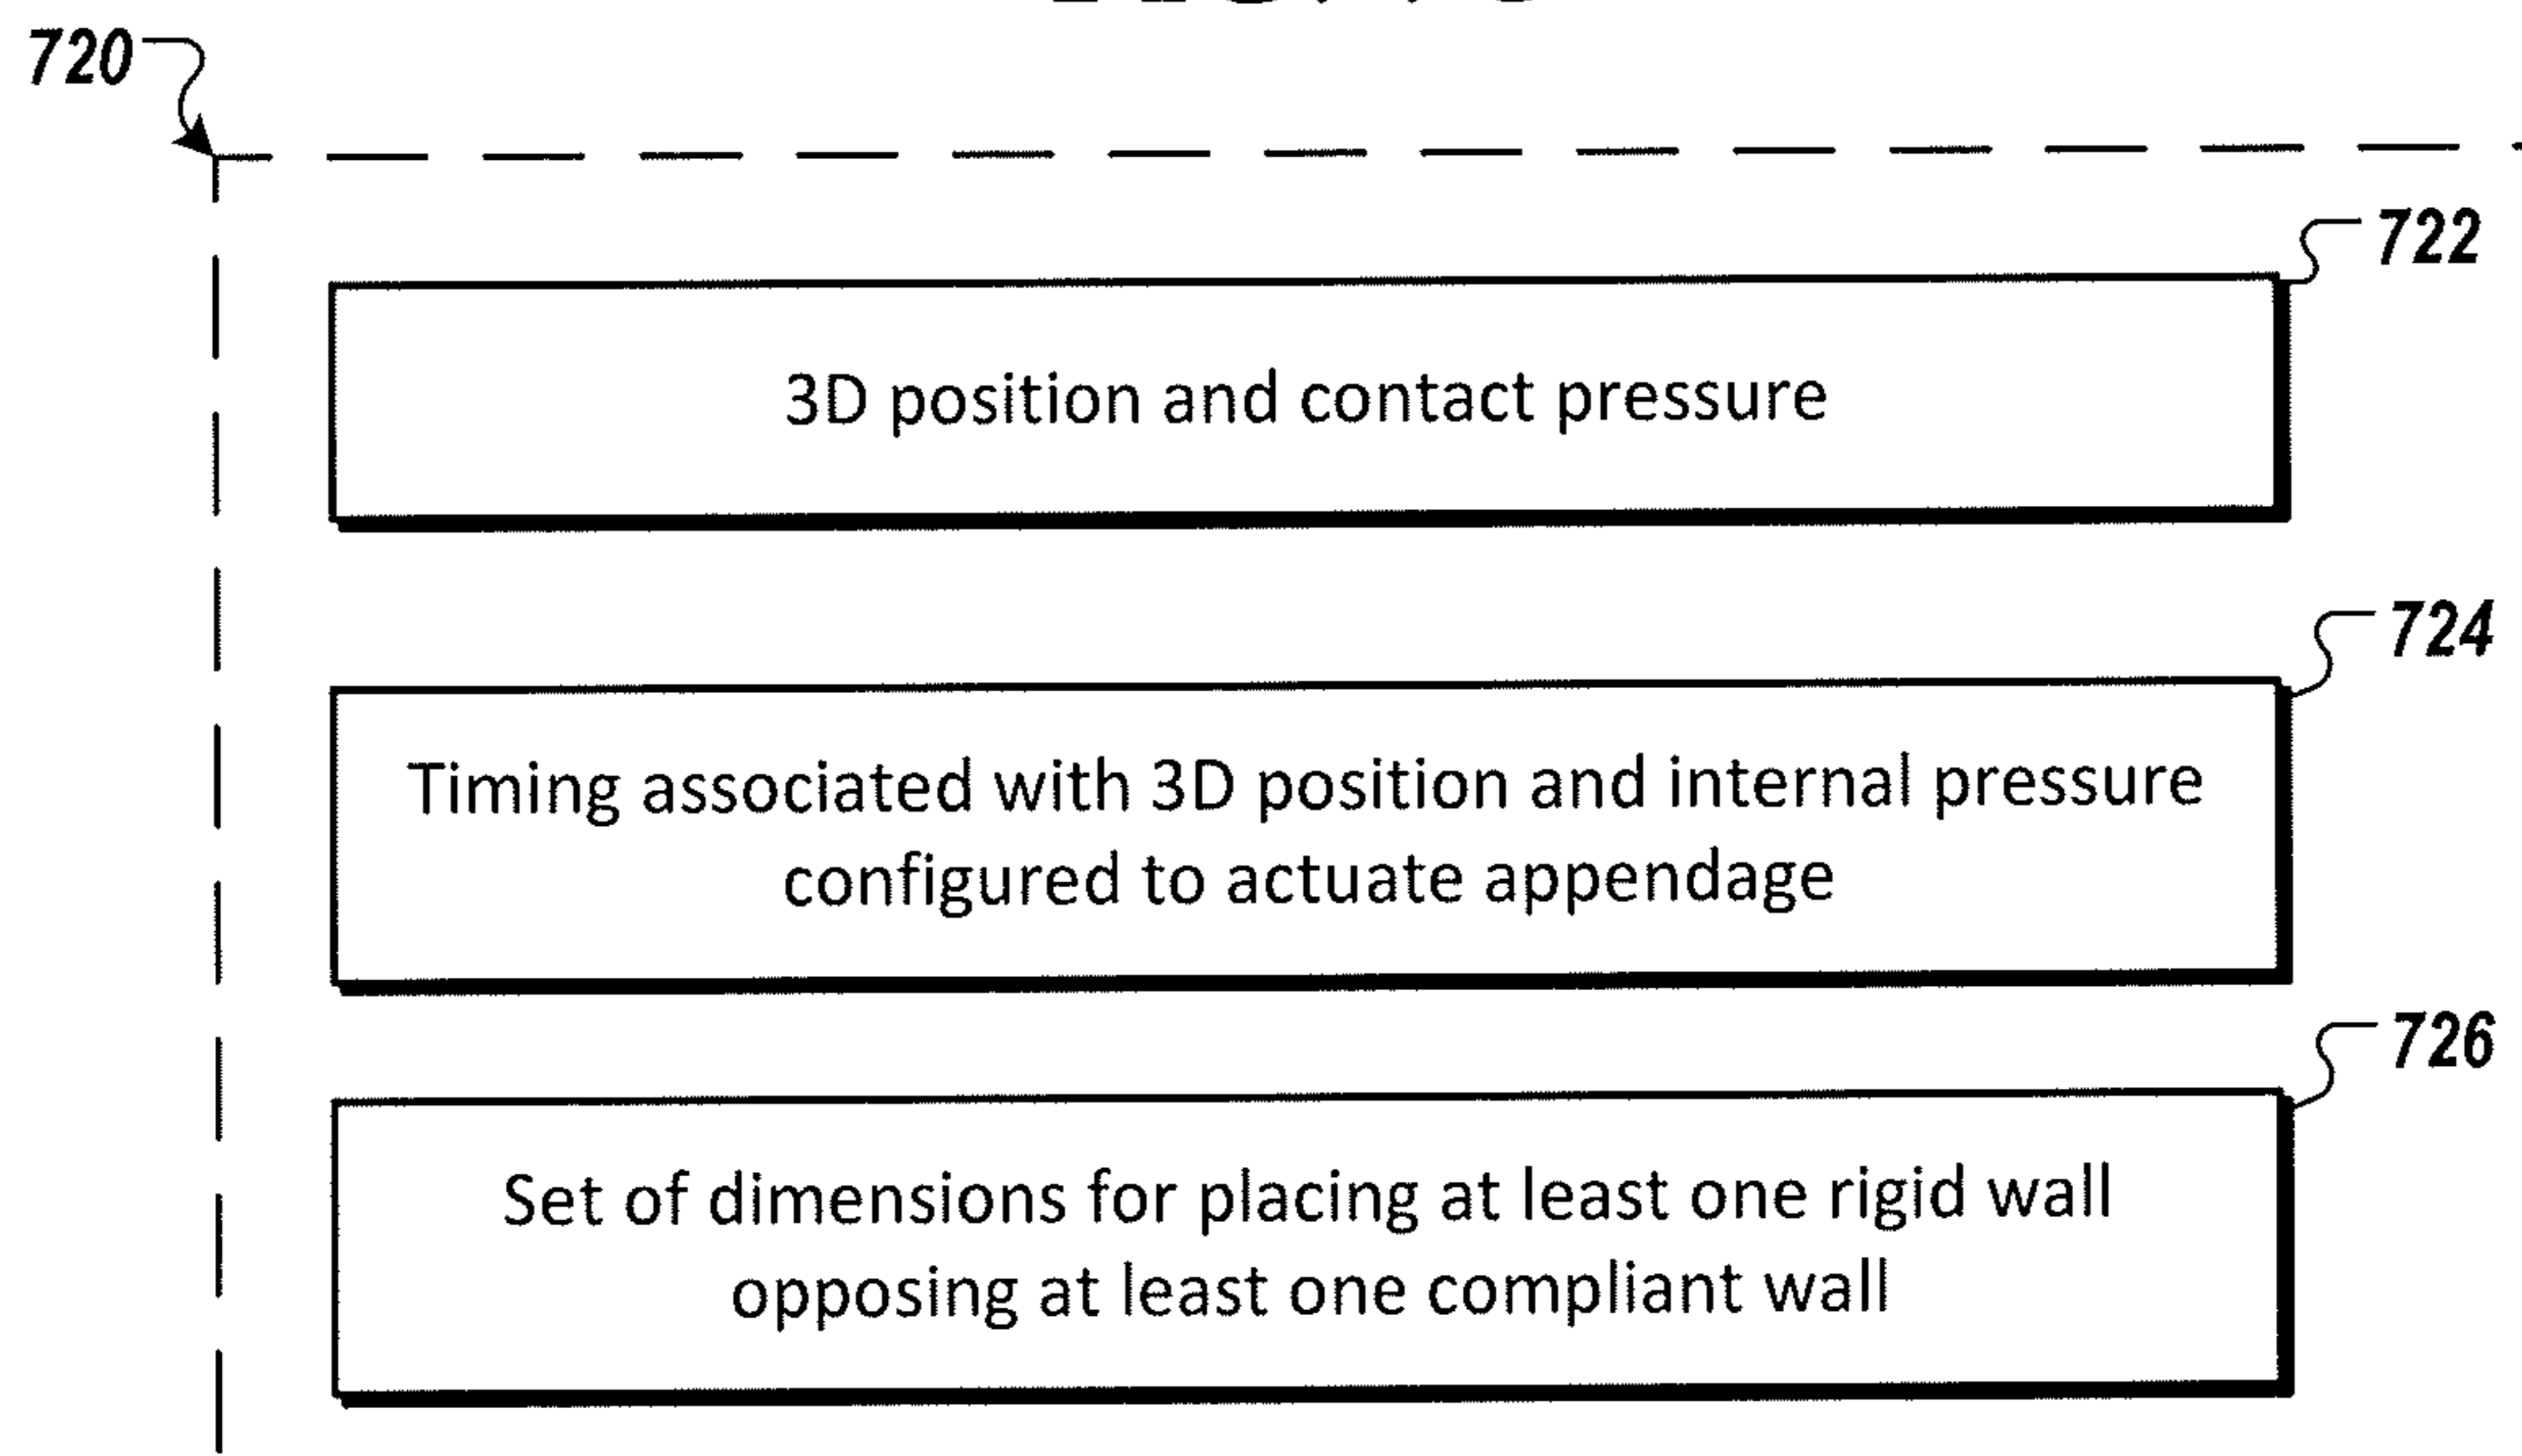 720
722
3D position and contact pressure
724
Timing associated with 3D position and internal pressure
configured to actuate appendage
726
Set of dimensions for placing at least one rigid wall
opposing at least one compliant wall